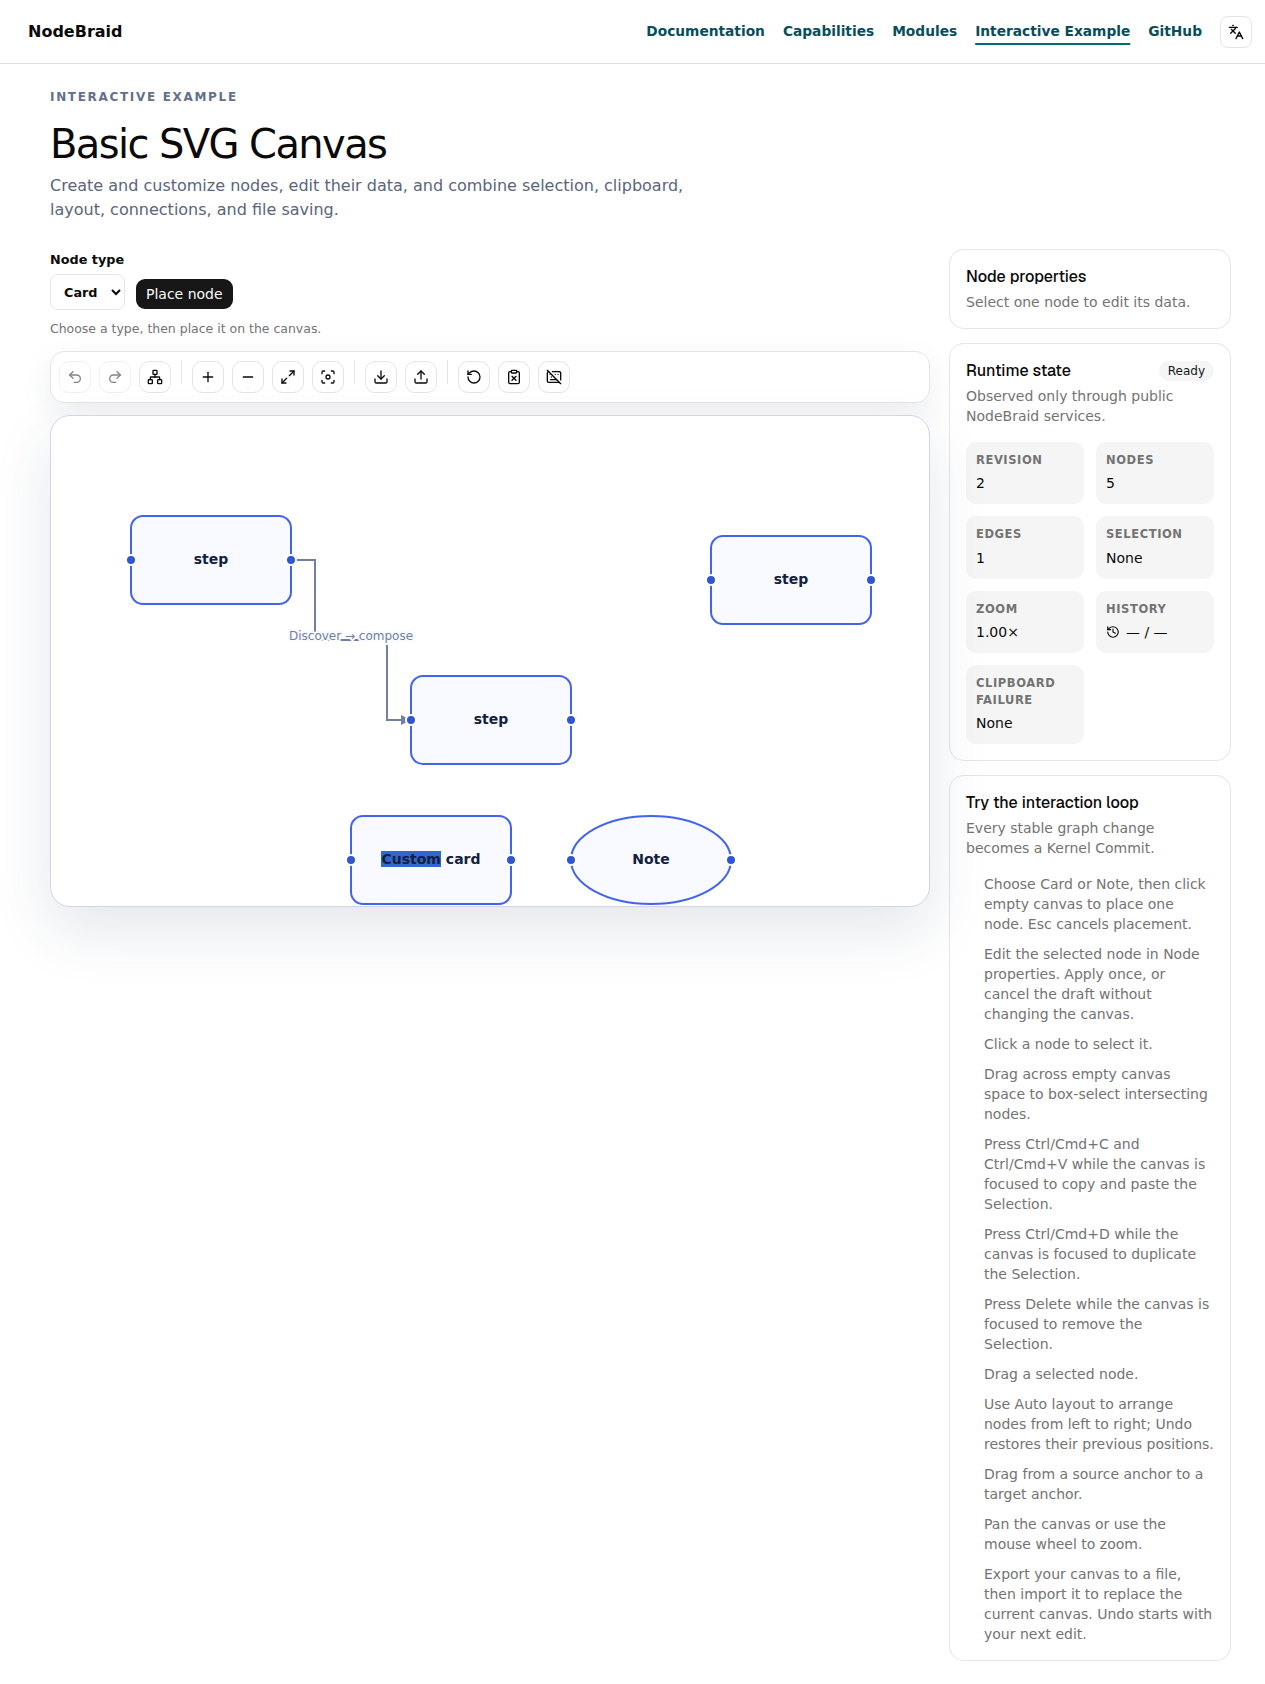 NodeBraid
Documentation Capabilities Modules Interactive Example GitHub
INTERACTIVE EXAMPLE
Basic SVG Canvas
Create and customize nodes, edit their data, and combine selection, clipboard,
layout, connections, and file saving.
Node type
Card
Place node
Choose a type, then place it on the canvas.
step
step
Discover → compose
step
Custom card
Note
Node properties
Select one node to edit its data.
Runtime state
Ready
Observed only through public
NodeBraid services.
REVISION
2
NODES
5
EDGES
1
SELECTION
None
ZOOM
1.00×
HISTORY
— / —
CLIPBOARD
FAILURE
None
Try the interaction loop
Every stable graph change
becomes a Kernel Commit.
Choose Card or Note, then click
empty canvas to place one
node. Esc cancels placement.
Edit the selected node in Node
properties. Apply once, or
cancel the draft without
changing the canvas.
Click a node to select it.
Drag across empty canvas
space to box-select intersecting
nodes.
Press Ctrl/Cmd+C and
Ctrl/Cmd+V while the canvas is
focused to copy and paste the
Selection.
Press Ctrl/Cmd+D while the
canvas is focused to duplicate
the Selection.
Press Delete while the canvas is
focused to remove the
Selection.
Drag a selected node.
Use Auto layout to arrange
nodes from left to right; Undo
restores their previous positions.
Drag from a source anchor to a
target anchor.
Pan the canvas or use the
mouse wheel to zoom.
Export your canvas to a file,
then import it to replace the
current canvas. Undo starts with
your next edit.